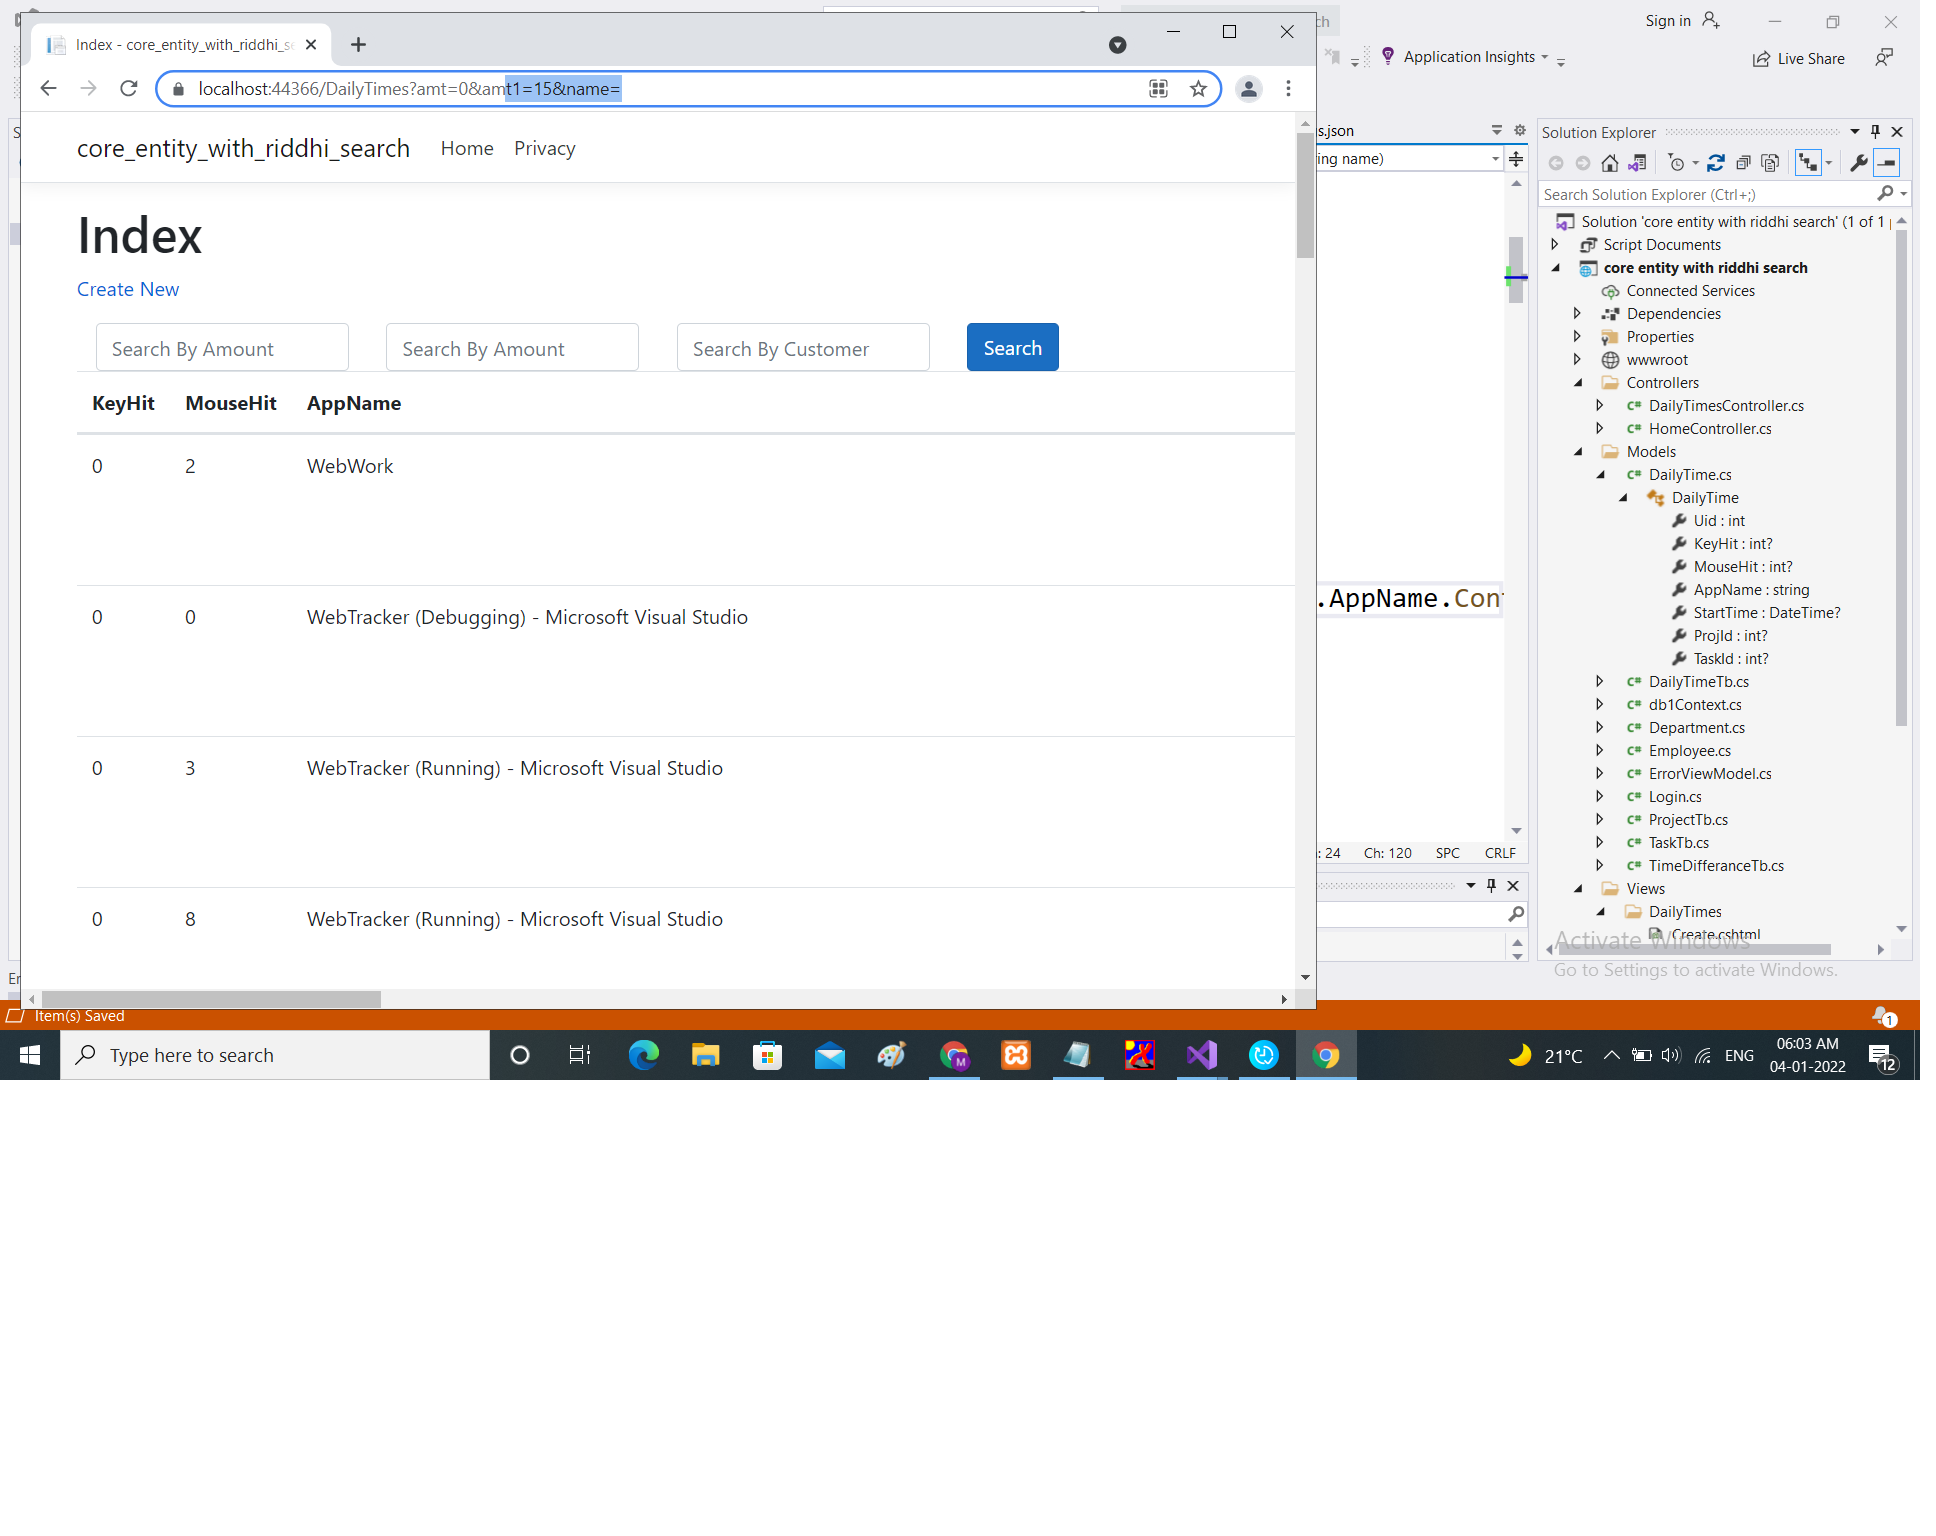 Index - core_entity_with_riddhi_se
localhost:44366/DailyTimes?amt=0&amt1=15&name=
core_entity_with_riddhi_search Home Privacy
Index
Create New
Search By Amount Search By Amount Search By Customer Search
KeyHit MouseHit AppName
0 2 WebWork
0 0 WebTracker (Debugging) - Microsoft Visual Studio
0 3 WebTracker (Running) - Microsoft Visual Studio
0 8 WebTracker (Running) - Microsoft Visual Studio
Sign in
Application Insights
Live Share
s.json
ing name)
.AppName.Con
: 24 Ch: 120 SPC CRLF
Solution Explorer
Search Solution Explorer (Ctrl+;)
Solution 'core entity with riddhi search' (1 of 1
Script Documents
core entity with riddhi search
Connected Services
Dependencies
Properties
wwwroot
Controllers
C# DailyTimesController.cs
C# HomeController.cs
Models
C# DailyTime.cs
DailyTime
Uid : int
KeyHit : int?
MouseHit : int?
AppName : string
StartTime : DateTime?
ProjId : int?
TaskId : int?
C# DailyTimeTb.cs
C# db1Context.cs
C# Department.cs
C# Employee.cs
C# ErrorViewModel.cs
C# Login.cs
C# ProjectTb.cs
C# TaskTb.cs
C# TimeDifferanceTb.cs
Views
DailyTimes
Create.cshtml
Activate Windows
Go to Settings to activate Windows.
Item(s) Saved
1
Type here to search
M
21°C
ENG
06:03 AM
04-01-2022
12